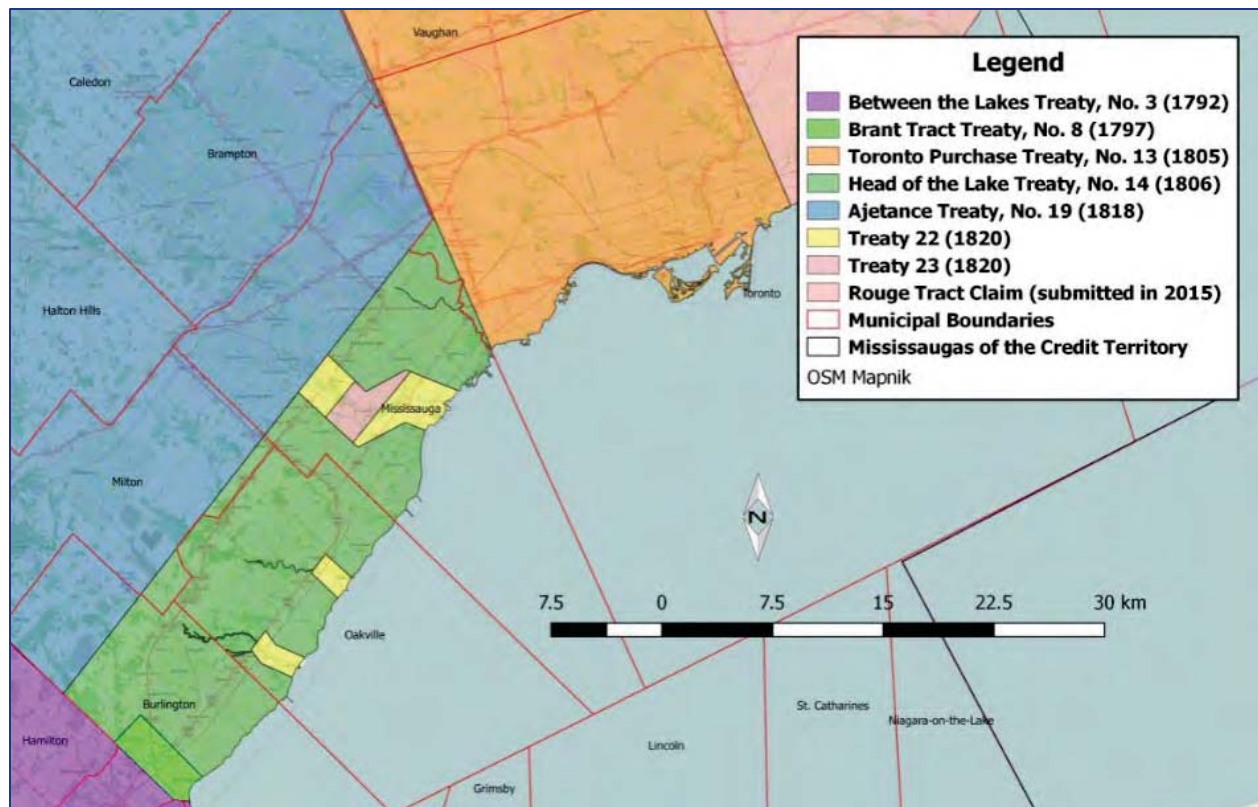 Vaughan
Caledon
Brampton
Halton Hills
Toronto
Mississauga
Milton
Oakville
Burlington
Hamilton
St. Catharines
Niagara-on-the-Lake
Lincoln
Grimsby
Legend
Between the Lakes Treaty, No. 3 (1792)
Brant Tract Treaty, No. 8 (1797)
Toronto Purchase Treaty, No. 13 (1805)
Head of the Lake Treaty, No. 14 (1806)
Ajetance Treaty, No. 19 (1818)
Treaty 22 (1820)
Treaty 23 (1820)
Rouge Tract Claim (submitted in 2015)
Municipal Boundaries
Mississaugas of the Credit Territory
OSM Mapnik
N
7.5 0 7.5 15 22.5 30 km